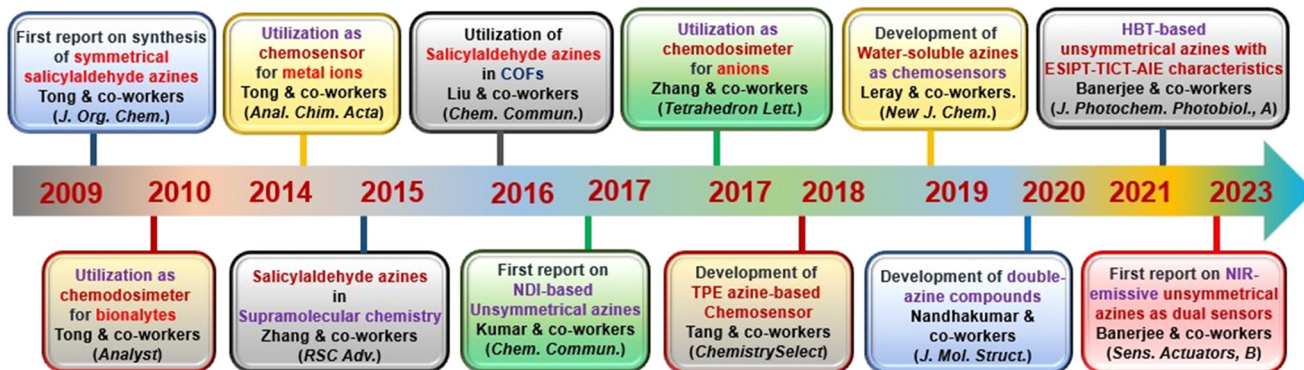 First report on synthesis
of symmetrical
salicylaldehyde azines
Tong & co-workers
(J. Org. Chem.)
Utilization as
chemosensor
for metal ions
Tong & co-workers
(Anal. Chim. Acta)
Utilization of
Salicylaldehyde azines
in COFs
Liu & co-workers
(Chem. Commun.)
Utilization as
chemodosimeter
for anions
Zhang & co-workers
(Tetrahedron Lett.)
Development of
Water-soluble azines
as chemosensors
Leray & co-workers.
(New J. Chem.)
HBT-based
unsymmetrical azines with
ESIPT-TICT-AIE characteristics
Banerjee & co-workers
(J. Photochem. Photobiol., A)
2009 2010 2014 2015 2016 2017 2017 2018 2019 2020 2021 2023
Utilization as
chemodosimeter
for bionalytes
Tong & co-workers
(Analyst)
Salicylaldehyde azines
in
Supramolecular chemistry
Zhang & co-workers
(RSC Adv.)
First report on
NDI-based
Unsymmetrical azines
Kumar & co-workers
(Chem. Commun.)
Development of
TPE azine-based
Chemosensor
Tang & co-workers
(ChemistrySelect)
Development of double-
azine compounds
Nandhakumar &
co-workers
(J. Mol. Struct.)
First report on NIR-
emissive unsymmetrical
azines as dual sensors
Banerjee & co-workers
(Sens. Actuators, B)